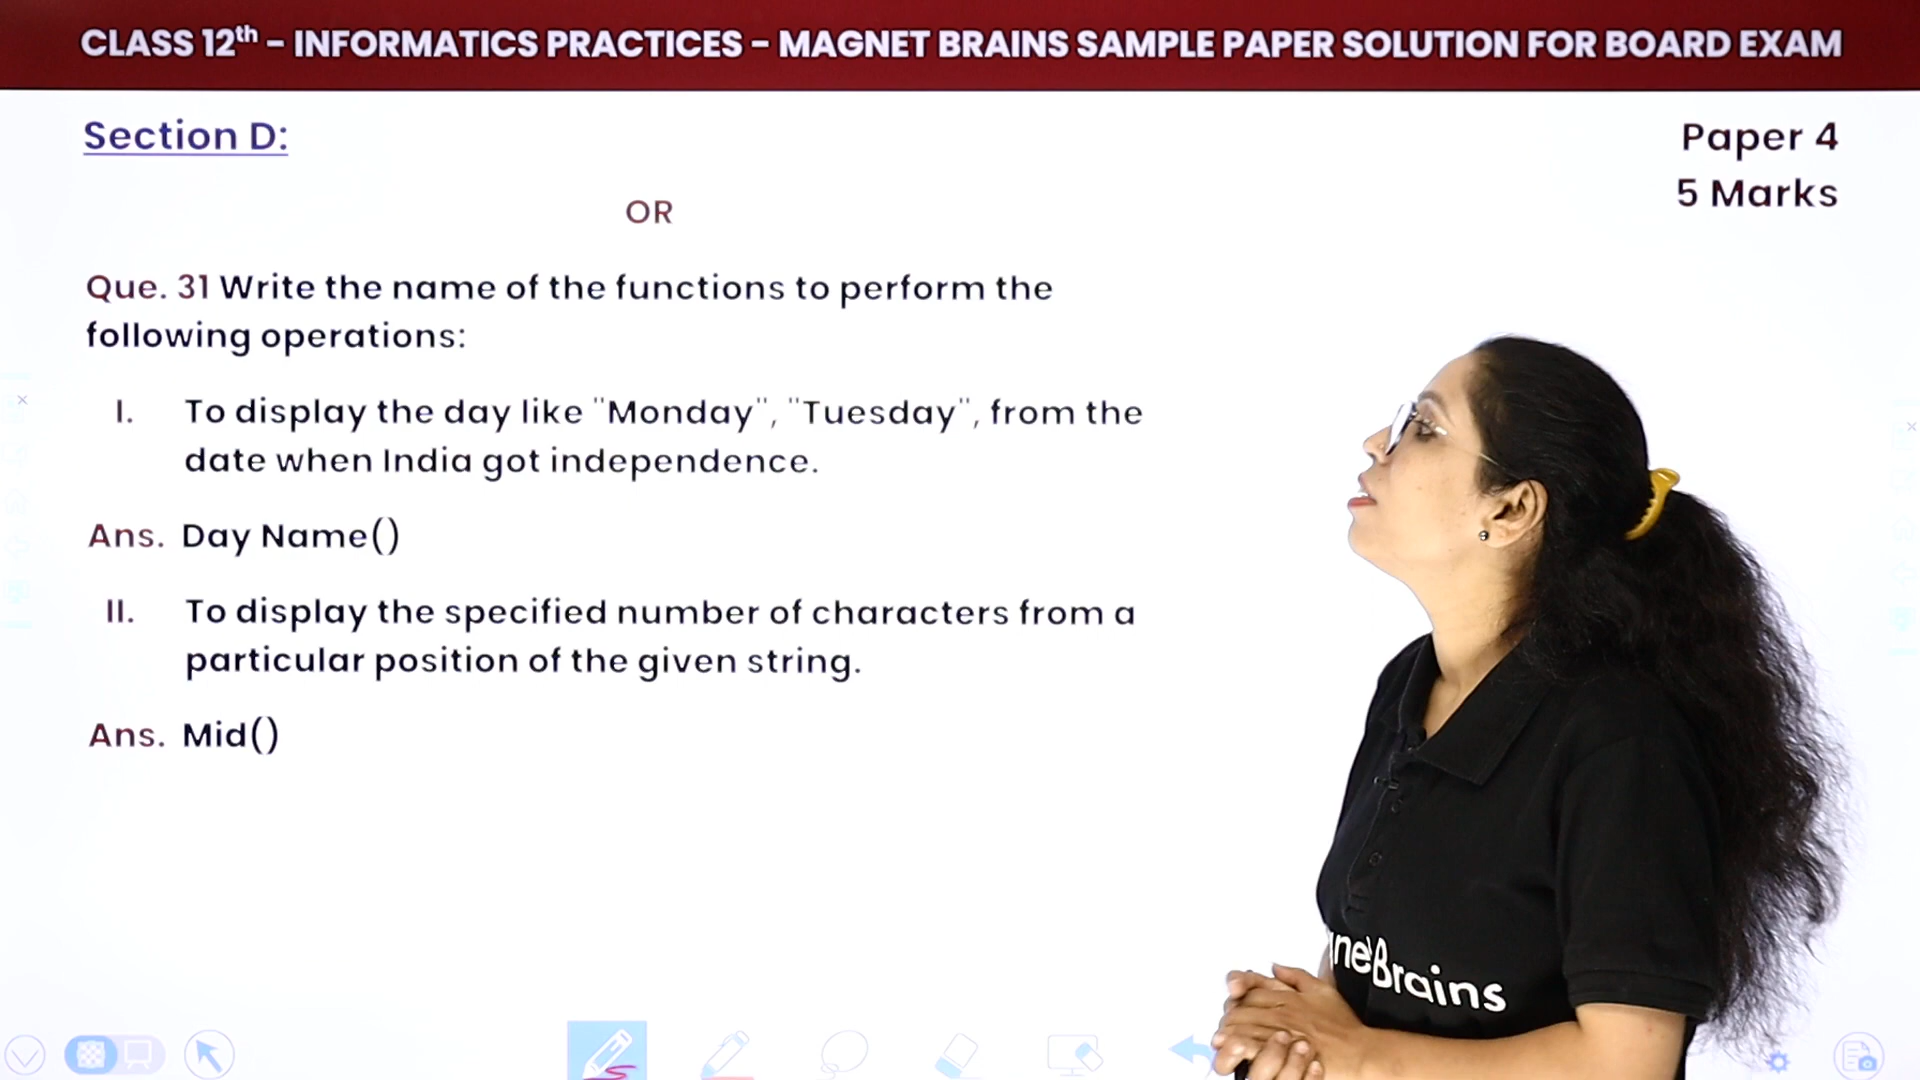 CLASS 12th - INFORMATICS PRACTICES - MAGNET BRAINS SAMPLE PAPER SOLUTION FOR BOARD EXAM
Section D:
Paper 4
5 Marks
OR
Que. 31 Write the name of the functions to perform the
following operations:
I. To display the day like "Monday", "Tuesday", from the
date when India got independence.
Ans. Day Name()
II. To display the specified number of characters from a
particular position of the given string.
Ans. Mid()
gneBrains